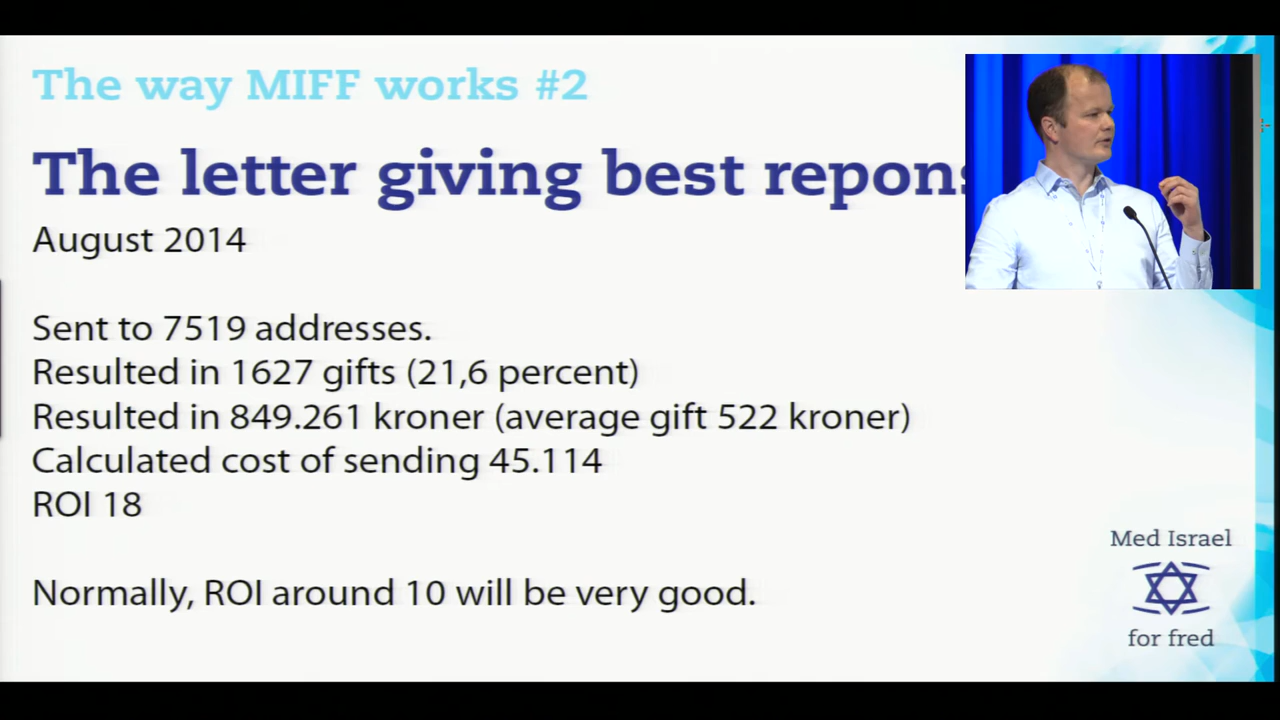 The way MIFF works #2
The letter giving best repons
August 2014
Sent to 7519 addresses.
Resulted in 1627 gifts (21,6 percent)
Resulted in 849.261 kroner (average gift 522 kroner)
Calculated cost of sending 45.114
ROI 18
Normally, ROI around 10 will be very good.
Med Israel
for fred